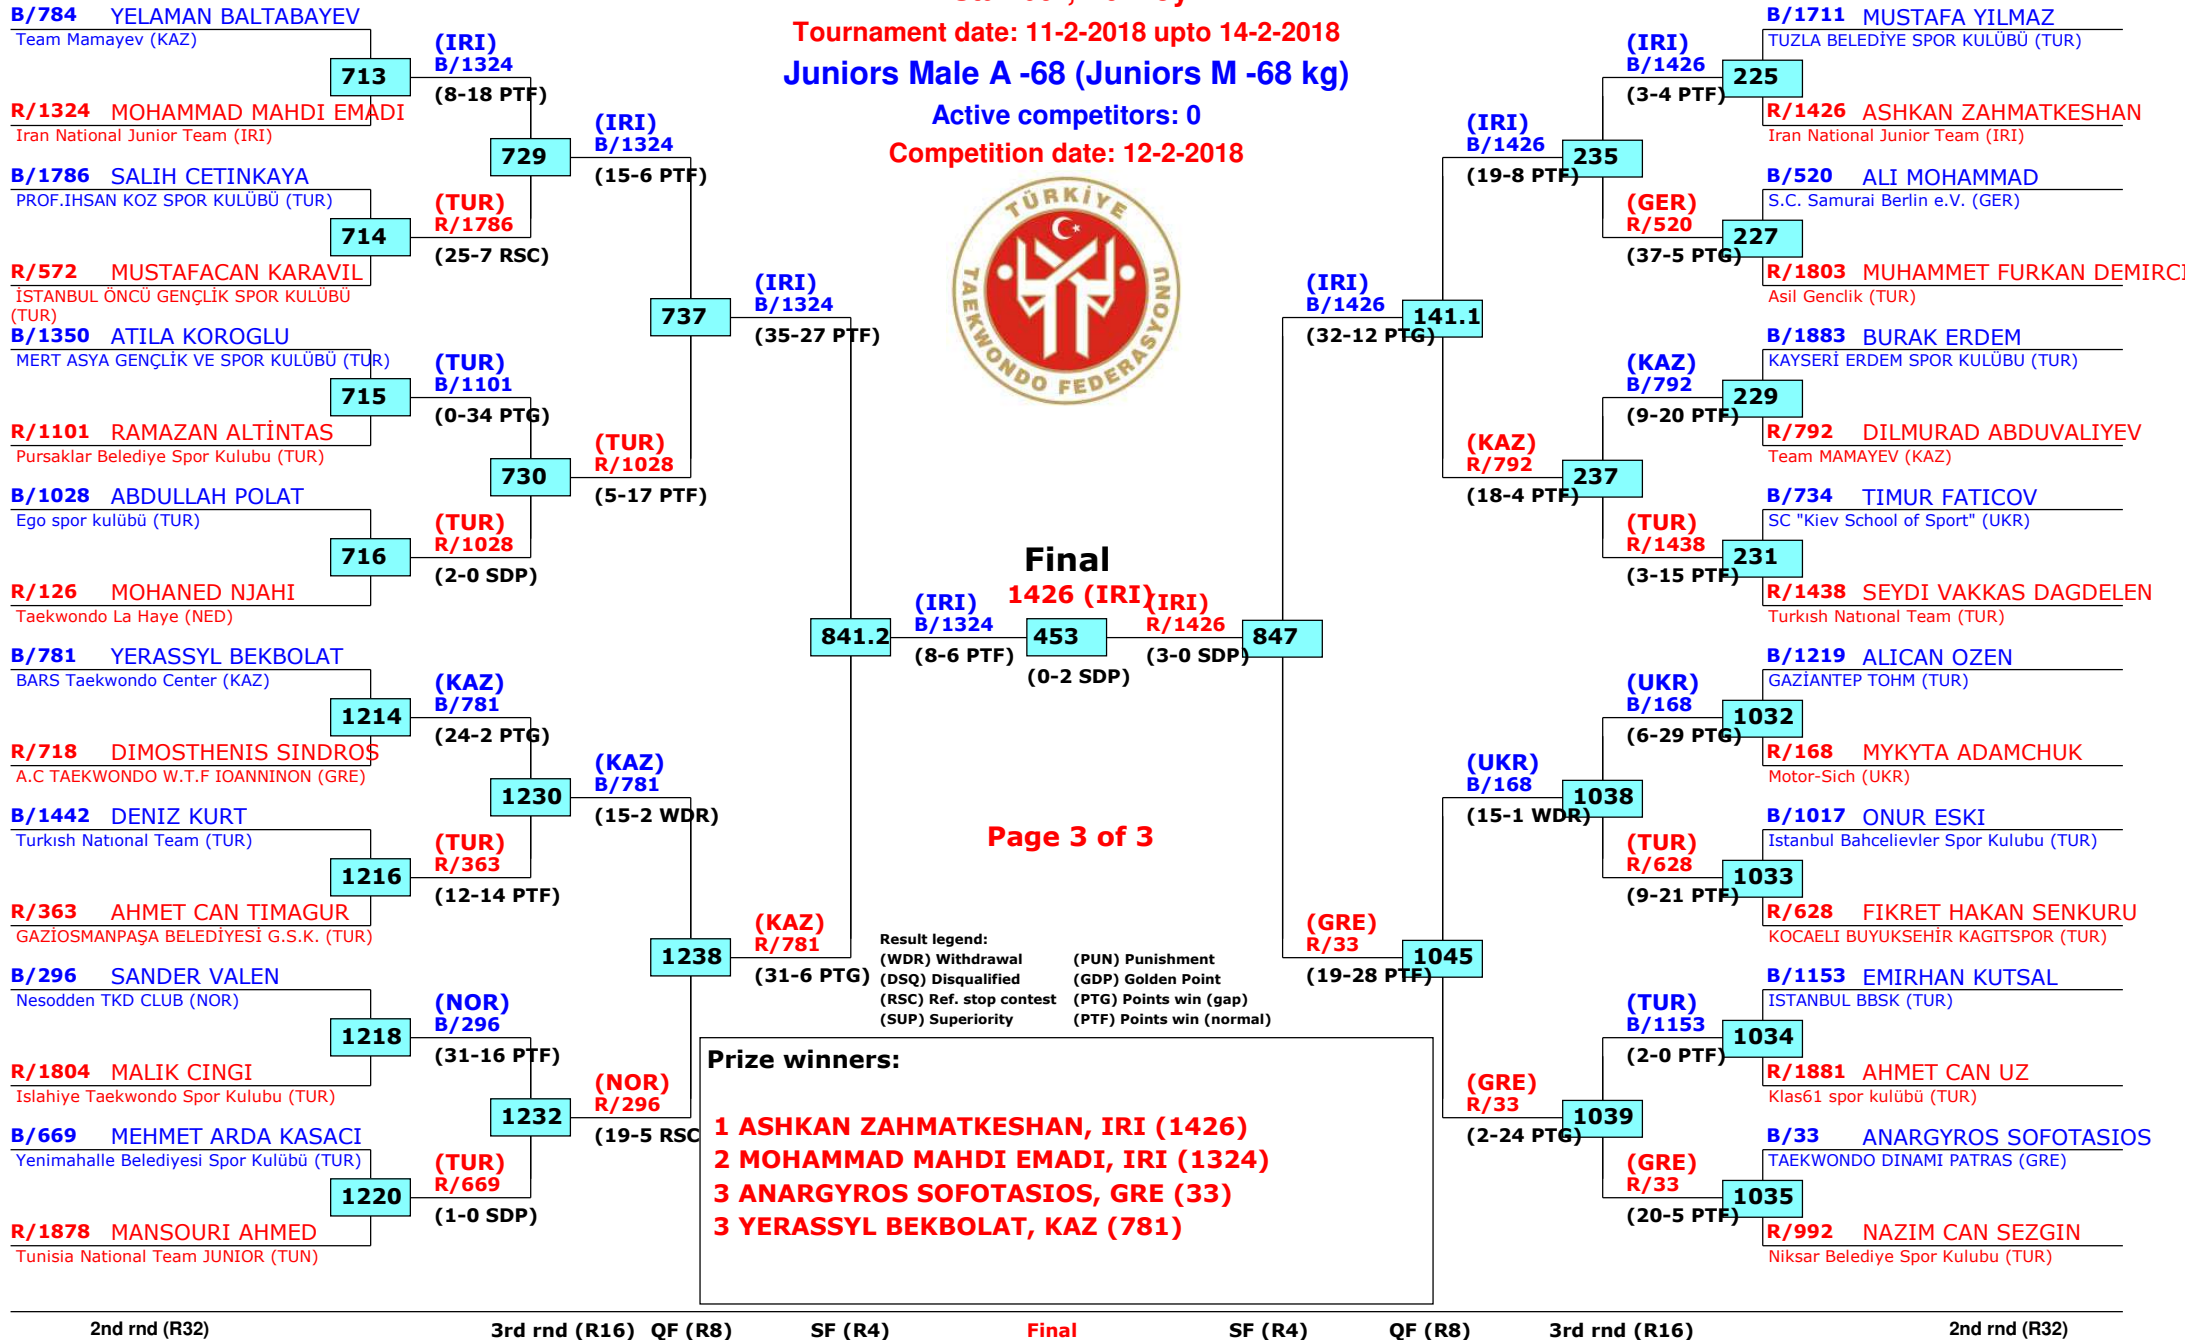 Tournament date: 11-2-2018 upto 14-2-2018
Juniors Male A -68 (Juniors M -68 kg)
Active competitors: 0
Competition date: 12-2-2018
TÜRKİYE
TAEKWONDO FEDERASYONU
B/784 YELAMAN BALTABAYEV
Team Mamayev (KAZ)
713
R/1324 MOHAMMAD MAHDI EMADI
Iran National Junior Team (IRI)
B/1786 SALIH CETINKAYA
PROF.IHSAN KOZ SPOR KULÜBÜ (TUR)
714
R/572 MUSTAFACAN KARAVIL
İSTANBUL ÖNCÜ GENÇLİK SPOR KULÜBÜ
(TUR)
B/1350 ATILA KOROGLU
MERT ASYA GENÇLİK VE SPOR KULÜBÜ (TUR)
715
R/1101 RAMAZAN ALTİNTAS
Pursaklar Belediye Spor Kulubu (TUR)
B/1028 ABDULLAH POLAT
Ego spor kulübü (TUR)
716
R/126 MOHANED NJAHI
Taekwondo La Haye (NED)
B/781 YERASSYL BEKBOLAT
BARS Taekwondo Center (KAZ)
1214
R/718 DIMOSTHENIS SINDROS
A.C TAEKWONDO W.T.F IOANNINON (GRE)
B/1442 DENIZ KURT
Turkısh Natıonal Team (TUR)
1216
R/363 AHMET CAN TIMAGUR
GAZİOSMANPAŞA BELEDİYESİ G.S.K. (TUR)
B/296 SANDER VALEN
Nesodden TKD CLUB (NOR)
1218
R/1804 MALIK CINGI
Islahiye Taekwondo Spor Kulubu (TUR)
B/669 MEHMET ARDA KASACI
Yenimahalle Belediyesi Spor Kulübü (TUR)
1220
R/1878 MANSOURI AHMED
Tunisia National Team JUNIOR (TUN)
(IRI)
B/1324
(8-18 PTF)
729
(TUR)
R/1786
(25-7 RSC)
(TUR)
B/1101
(0-34 PTG)
730
(TUR)
R/1028
(2-0 SDP)
(KAZ)
B/781
(24-2 PTG)
1230
(TUR)
R/363
(12-14 PTF)
(NOR)
B/296
(31-16 PTF)
1232
(TUR)
R/669
(1-0 SDP)
(IRI)
B/1324
(15-6 PTF)
737
(TUR)
R/1028
(5-17 PTF)
(KAZ)
B/781
(15-2 WDR)
1238
(NOR)
R/296
(19-5 RSC
(IRI)
B/1324
(35-27 PTF)
841.2
(KAZ)
R/781
(31-6 PTG)
Final
1426 (IRI)
(IRI)
B/1324
(8-6 PTF)
453
(0-2 SDP)
(IRI)
R/1426
(3-0 SDP)
847
(IRI)
B/1426
(32-12 PTG)
141.1
(GRE)
R/33
(19-28 PTF)
1045
(IRI)
B/1426
(19-8 PTF)
235
(KAZ)
R/792
(18-4 PTF)
237
(UKR)
B/168
(15-1 WDR)
1038
(GRE)
R/33
(2-24 PTG)
1039
(IRI)
B/1426
(3-4 PTF)
225
(GER)
R/520
(37-5 PTG)
227
(KAZ)
B/792
(9-20 PTF)
229
(TUR)
R/1438
(3-15 PTF)
231
(UKR)
B/168
(6-29 PTG)
1032
(TUR)
R/628
(9-21 PTF)
1033
(TUR)
B/1153
(2-0 PTF)
1034
(GRE)
R/33
(20-5 PTF)
1035
B/1711 MUSTAFA YILMAZ
TUZLA BELEDİYE SPOR KULÜBÜ (TUR)
R/1426 ASHKAN ZAHMATKESHAN
Iran National Junior Team (IRI)
B/520 ALI MOHAMMAD
S.C. Samurai Berlin e.V. (GER)
R/1803 MUHAMMET FURKAN DEMIRCI
Asil Genclik (TUR)
B/1883 BURAK ERDEM
KAYSERİ ERDEM SPOR KULÜBU (TUR)
R/792 DILMURAD ABDUVALIYEV
Team MAMAYEV (KAZ)
B/734 TIMUR FATICOV
SC "Kiev School of Sport" (UKR)
R/1438 SEYDI VAKKAS DAGDELEN
Turkısh Natıonal Team (TUR)
B/1219 ALICAN OZEN
GAZİANTEP TOHM (TUR)
R/168 MYKYTA ADAMCHUK
Motor-Sich (UKR)
B/1017 ONUR ESKI
Istanbul Bahcelievler Spor Kulubu (TUR)
R/628 FIKRET HAKAN SENKURU
KOCAELI BUYUKSEHİR KAGITSPOR (TUR)
B/1153 EMIRHAN KUTSAL
ISTANBUL BBSK (TUR)
R/1881 AHMET CAN UZ
Klas61 spor kulübü (TUR)
B/33 ANARGYROS SOFOTASIOS
TAEKWONDO DINAMI PATRAS (GRE)
R/992 NAZIM CAN SEZGIN
Niksar Belediye Spor Kulubu (TUR)
Page 3 of 3
Result legend:
(WDR) Withdrawal (PUN) Punishment
(DSQ) Disqualified (GDP) Golden Point
(RSC) Ref. stop contest (PTG) Points win (gap)
(SUP) Superiority (PTF) Points win (normal)
Prize winners:
1 ASHKAN ZAHMATKESHAN, IRI (1426)
2 MOHAMMAD MAHDI EMADI, IRI (1324)
3 ANARGYROS SOFOTASIOS, GRE (33)
3 YERASSYL BEKBOLAT, KAZ (781)
2nd rnd (R32) 3rd rnd (R16) QF (R8) SF (R4) Final SF (R4) QF (R8) 3rd rnd (R16) 2nd rnd (R32)